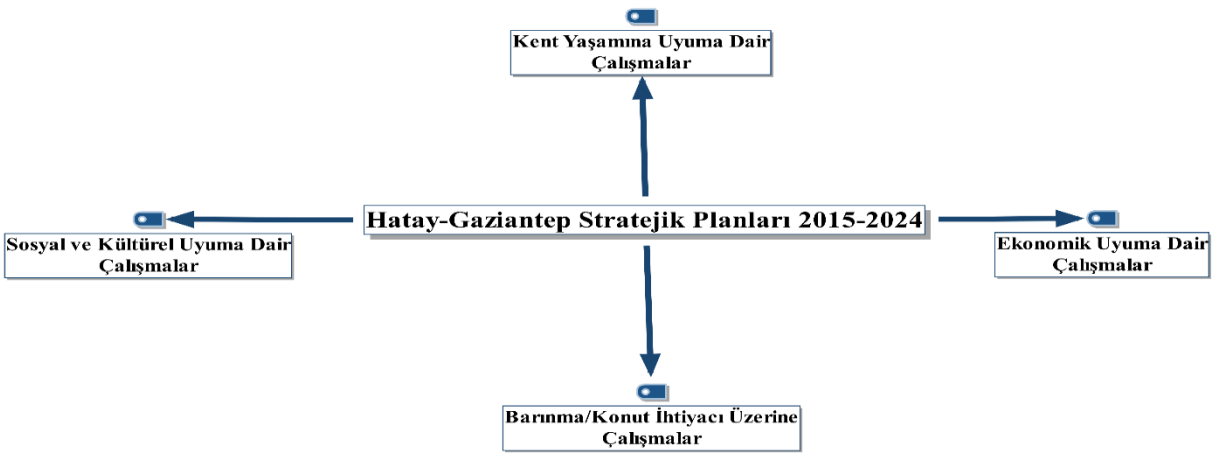 Kent Yaşamına Uyuma Dair
Çalışmalar
Hatay-Gaziantep Stratejik Planları 2015-2024
Sosyal ve Kültürel Uyuma Dair
Çalışmalar
Ekonomik Uyuma Dair
Çalışmalar
Barınma/Konut İhtiyacı Üzerine
Çalışmalar